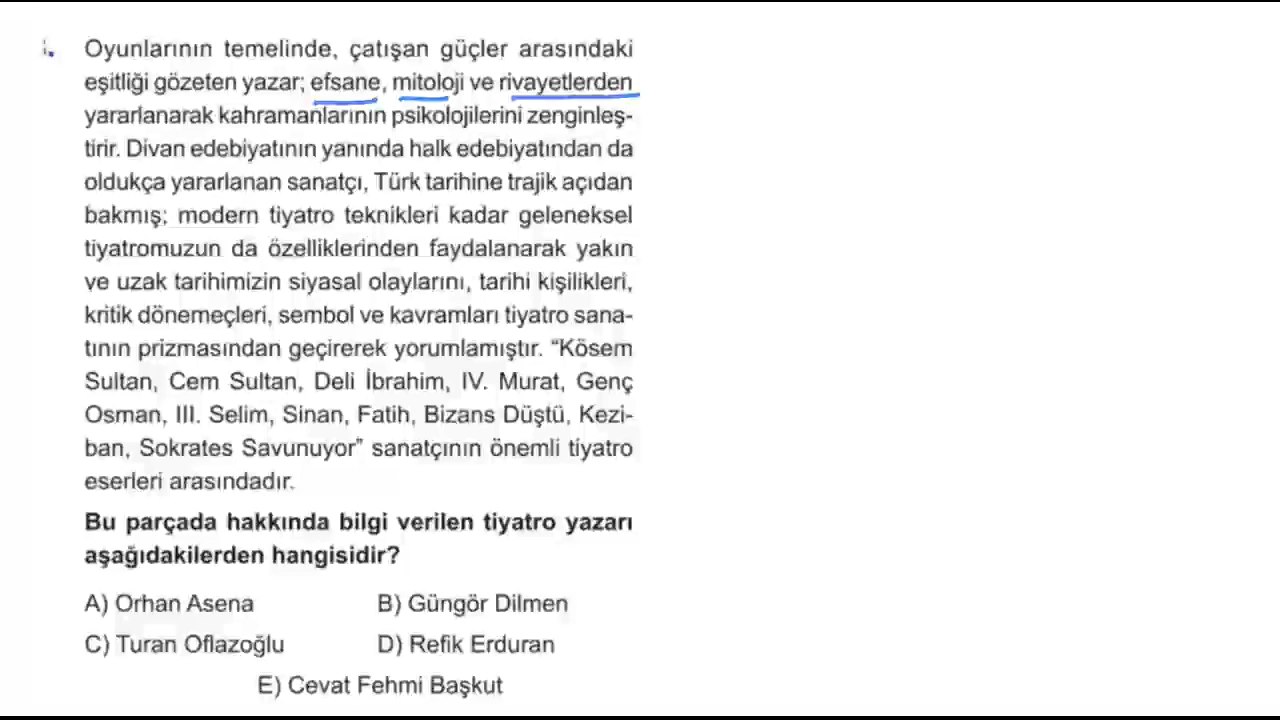 Oyunlarının temelinde, çatışan güçler arasındaki
eşitliği gözeten yazar; efsane, mitoloji ve rivayetlerden
yararlanarak kahramanlarının psikolojilerini zenginleş-
tirir. Divan edebiyatının yanında halk edebiyatından da
oldukça yararlanan sanatçı, Türk tarihine trajik açıdan
bakmış; modern tiyatro teknikleri kadar geleneksel
tiyatromuzun da özelliklerinden faydalanarak yakın
ve uzak tarihimizin siyasal olaylarını, tarihi kişilikleri,
kritik dönemeçleri, sembol ve kavramları tiyatro sana-
tının prizmasından geçirerek yorumlamıştır. “Kösem
Sultan, Cem Sultan, Deli İbrahim, IV. Murat, Genç
Osman, III. Selim, Sinan, Fatih, Bizans Düştü, Kezi-
ban, Sokrates Savunuyor” sanatçının önemli tiyatro
eserleri arasındadır.
Bu parçada hakkında bilgi verilen tiyatro yazarı
aşağıdakilerden hangisidir?
A) Orhan Asena
B) Güngör Dilmen
C) Turan Oflazoğlu
D) Refik Erduran
E) Cevat Fehmi Başkut